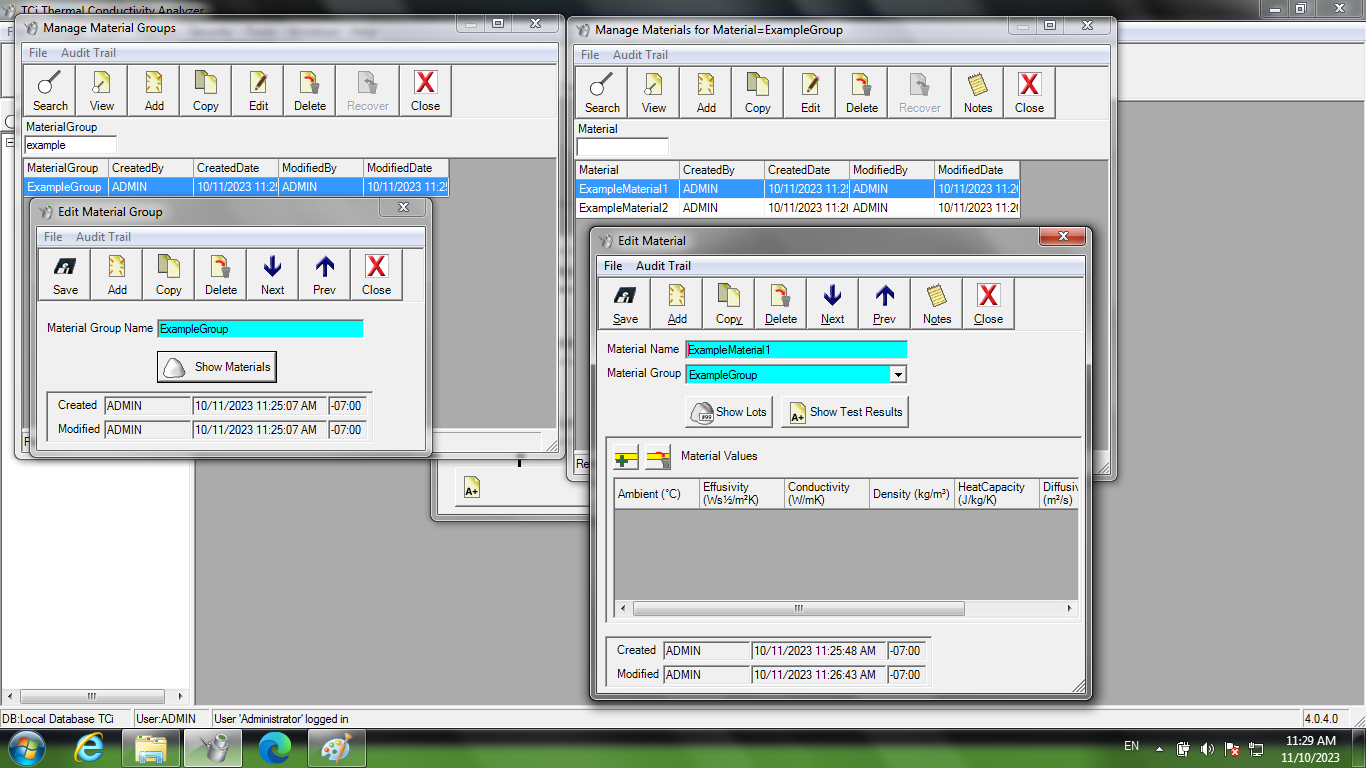 TCi Thermal Conductivity Analyzer
Manage Material Groups
File Audit Trail
Search View Add Copy Edit Delete Recover Close
MaterialGroup
example
MaterialGroup CreatedBy CreatedDate ModifiedBy ModifiedDate
ExampleGroup ADMIN 10/11/2023 11:25 ADMIN 10/11/2023 11:25
Edit Material Group
File Audit Trail
Save Add Copy Delete Next Prev Close
Material Group Name ExampleGroup
Show Materials
Created ADMIN 10/11/2023 11:25:07 AM -07:00
Modified ADMIN 10/11/2023 11:25:07 AM -07:00
Manage Materials for Material=ExampleGroup
File Audit Trail
Search View Add Copy Edit Delete Recover Notes Close
Material
Material CreatedBy CreatedDate ModifiedBy ModifiedDate
ExampleMaterial1 ADMIN 10/11/2023 11:25 ADMIN 10/11/2023 11:26
ExampleMaterial2 ADMIN 10/11/2023 11:26 ADMIN 10/11/2023 11:26
Re
Edit Material
File Audit Trail
Save Add Copy Delete Next Prev Notes Close
Material Name ExampleMaterial1
Material Group ExampleGroup
#99 Show Lots A+ Show Test Results
Material Values
Ambient (°C) Effusivity (Ws½/m²K) Conductivity (W/mK) Density (kg/m³) HeatCapacity (J/kg/K) Diffusiv (m²/s)
Created ADMIN 10/11/2023 11:25:48 AM -07:00
Modified ADMIN 10/11/2023 11:26:43 AM -07:00
A+
DB:Local Database TCi User:ADMIN User 'Administrator' logged in 4.0.4.0
EN 11:29 AM
11/10/2023